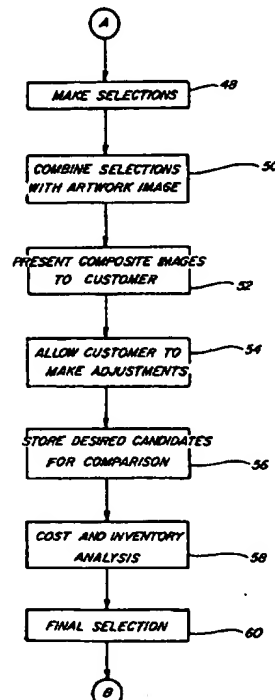 A
MAKE SELECTIONS
48
COMBINE SELECTIONS
WITH ARTWORK IMAGE
50
PRESENT COMPOSITE IMAGES
TO CUSTOMER
52
ALLOW CUSTOMER TO
MAKE ADJUSTMENTS
54
STORE DESIRED CANDIDATES
FOR COMPARISON
56
COST AND INVENTORY
ANALYSIS
58
FINAL SELECTION
60
B